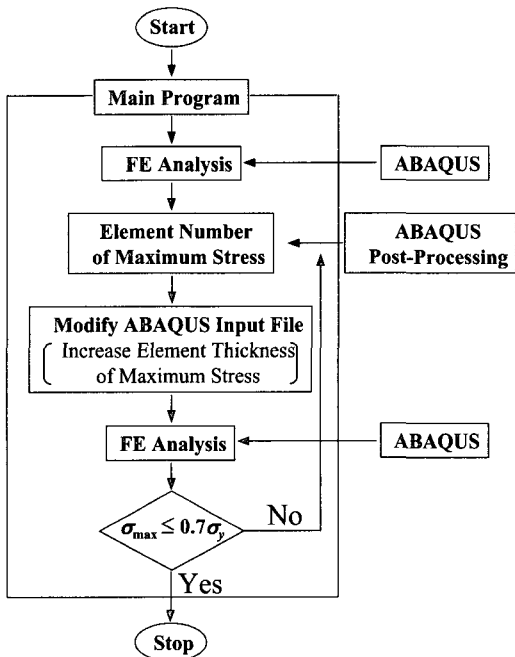 Start
Main Program
FE Analysis
ABAQUS
Element Number
of Maximum Stress
ABAQUS
Post-Processing
Modify ABAQUS Input File
Increase Element Thickness
of Maximum Stress
FE Analysis
ABAQUS
σmax ≤ 0.7σy
No
Yes
Stop